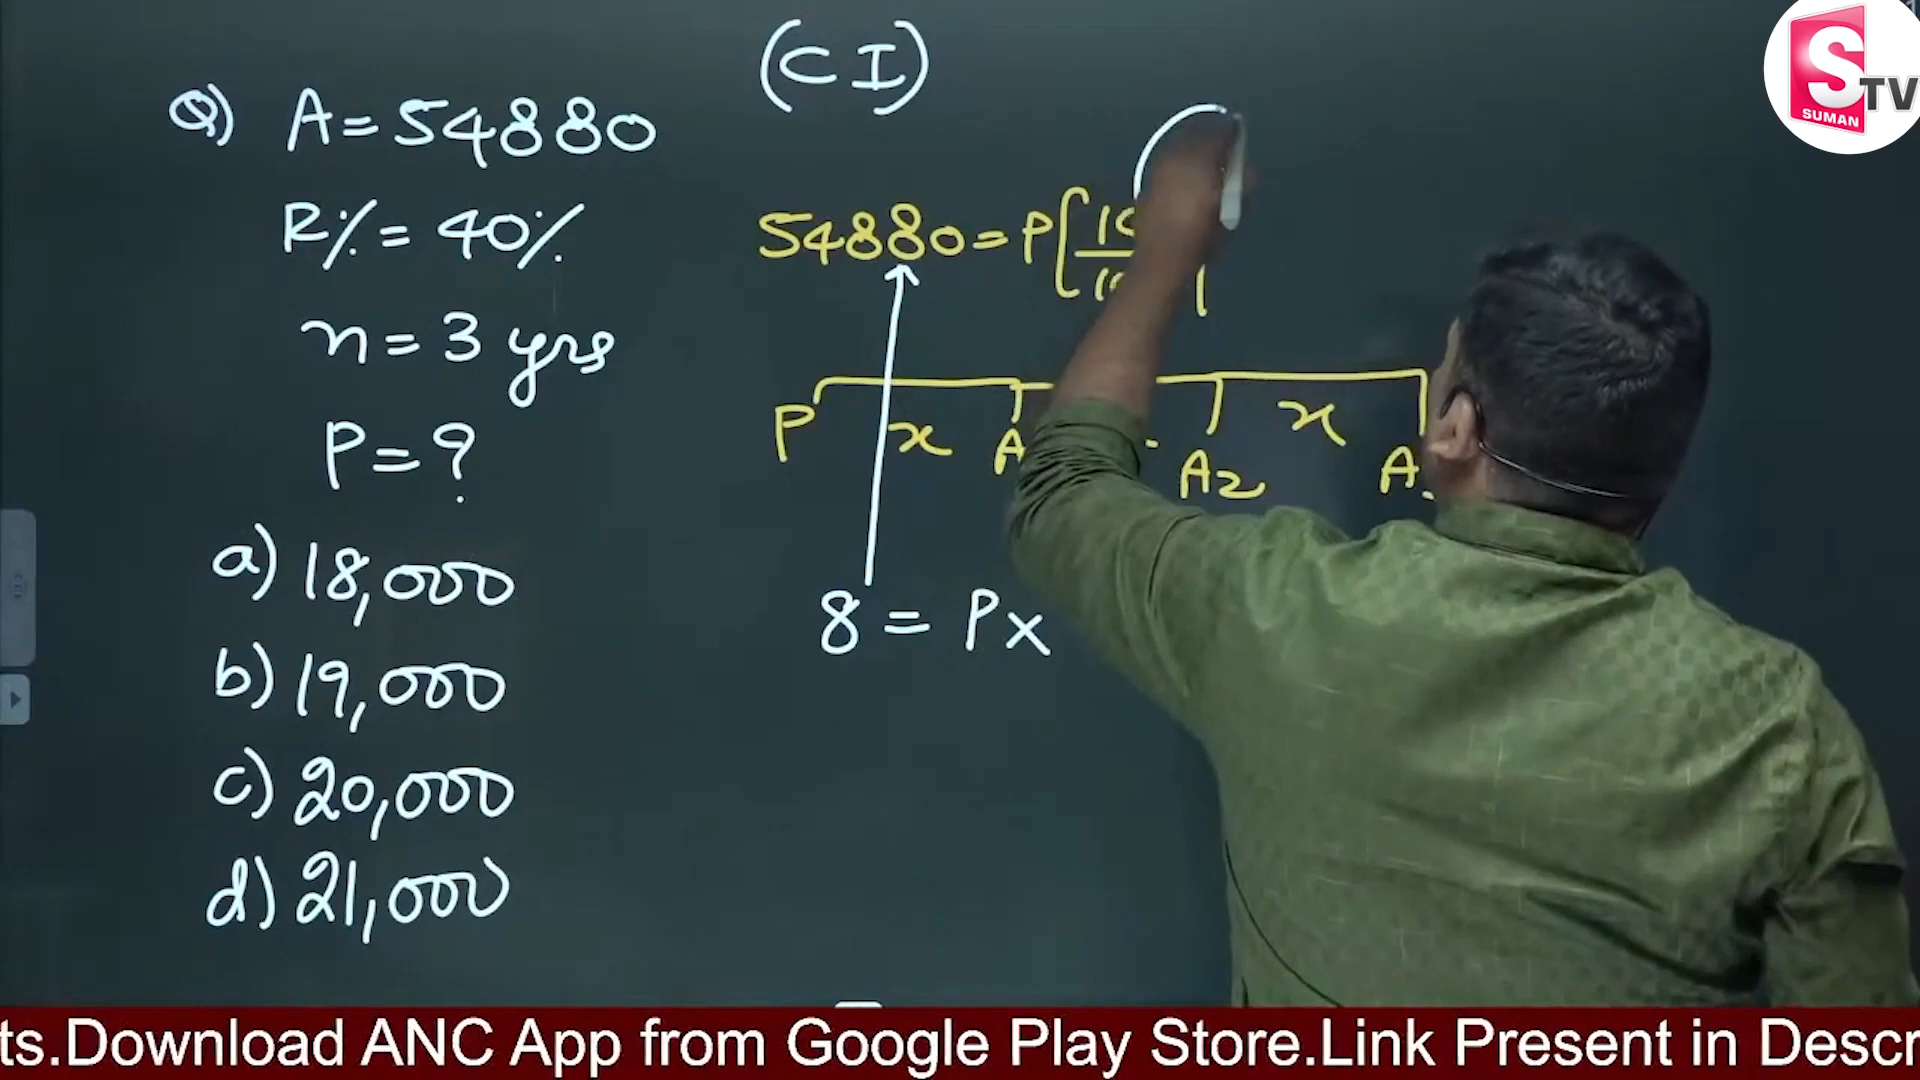 (CI)
Q) A=54880
R%=40%
n=3 yrs
P=?
a) 18,000
b) 19,000
c) 20,000
d) 21,000
54880=P[
P x A x
A2 A
8 = Px
S
SUMAN TV
ts.Download ANC App from Google Play Store.Link Present in Descr